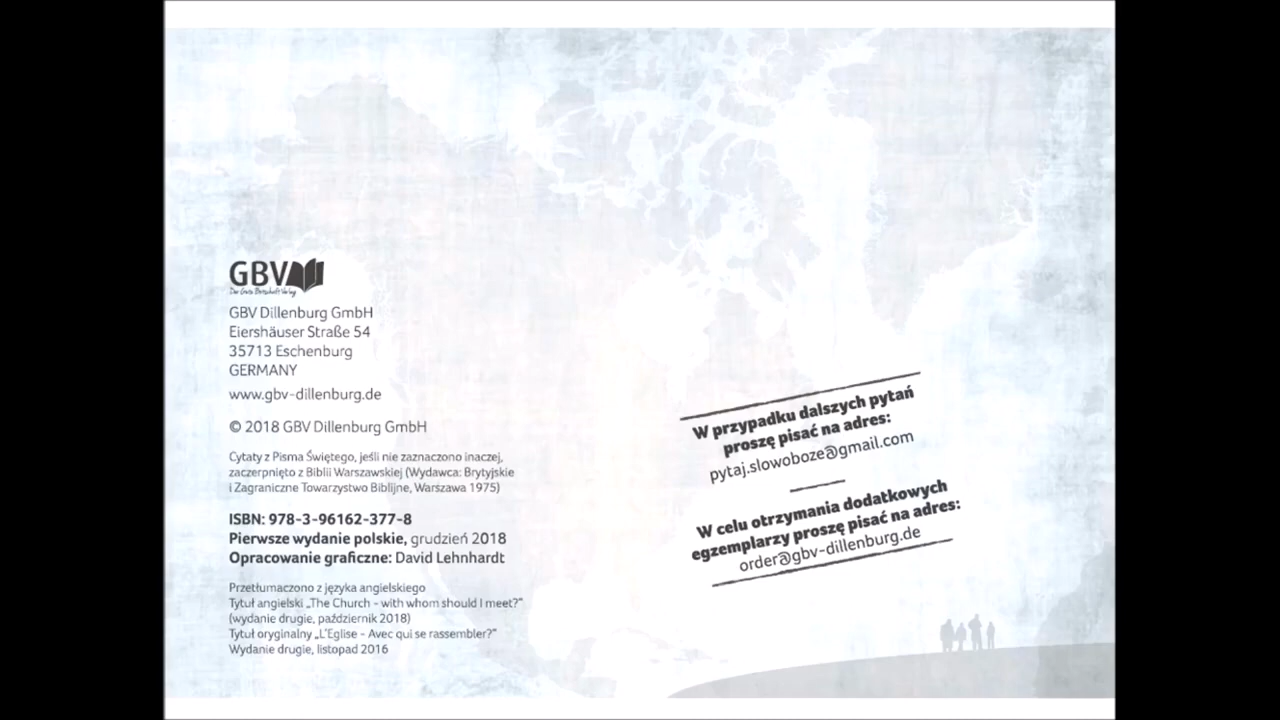 GBV
Die Gute Botschaft Verlag
GBV Dillenburg GmbH
Eiershäuser Straße 54
35713 Eschenburg
GERMANY
www.gbv-dillenburg.de
© 2018 GBV Dillenburg GmbH
Cytaty z Pisma Świętego, jeśli nie zaznaczono inaczej,
zaczerpnięto z Biblii Warszawskiej (Wydawca: Brytyjskie
i Zagraniczne Towarzystwo Biblijne, Warszawa 1975)
ISBN: 978-3-96162-377-8
Pierwsze wydanie polskie, grudzień 2018
Opracowanie graficzne: David Lehnhardt
Przetłumaczono z języka angielskiego
Tytuł angielski „The Church - with whom should I meet?”
(wydanie drugie, październik 2018)
Tytuł oryginalny „L'Eglise - Avec qui se rassembler?”
Wydanie drugie, listopad 2016
W przypadku dalszych pytań
proszę pisać na adres:
pytaj.slowoboze@gmail.com
W celu otrzymania dodatkowych
egzemplarzy proszę pisać na adres:
order@gbv-dillenburg.de